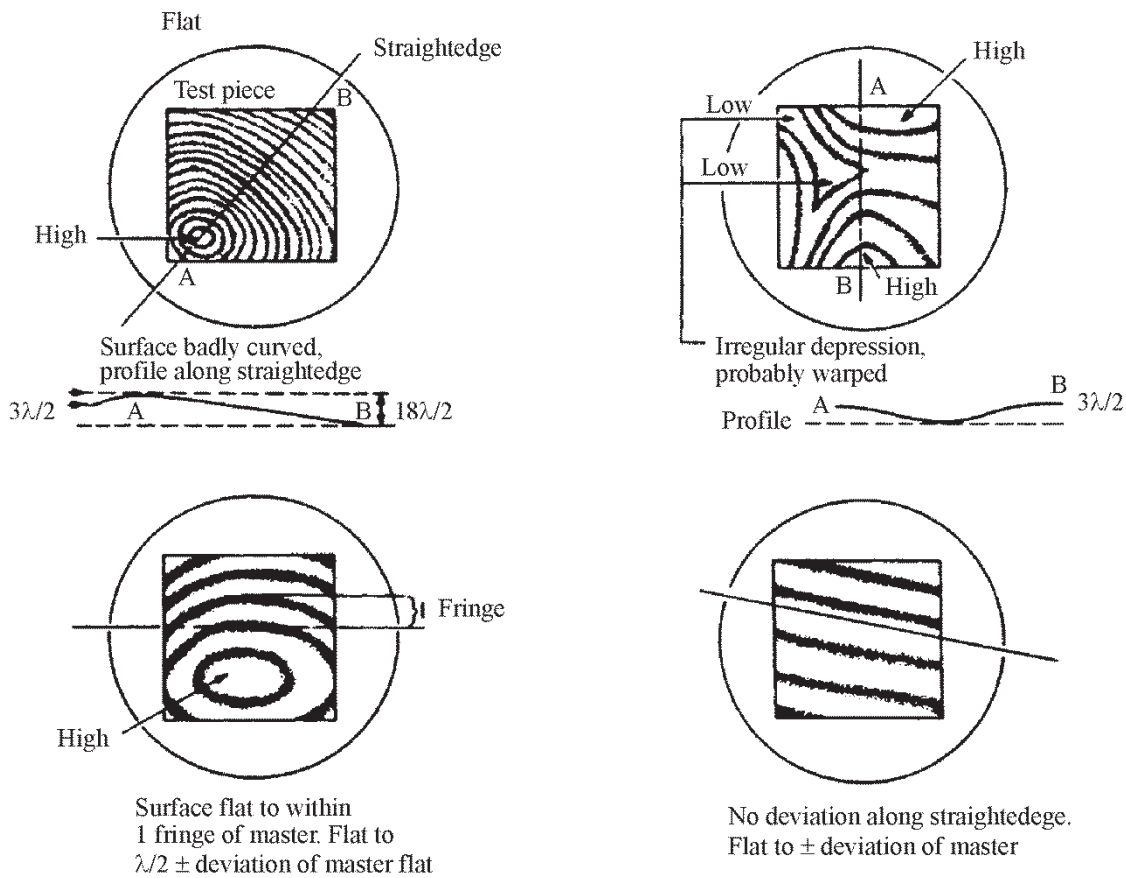 Flat
Straightedge
Test piece
B
High
A
Surface badly curved,
profile along straightedge
3λ/2
A
B
18λ/2
High
A
Low
Low
B
High
Irregular depression,
probably warped
Profile
A
B
3λ/2
Fringe
High
Surface flat to within
1 fringe of master. Flat to
λ/2 ± deviation of master flat
No deviation along straightedege.
Flat to ± deviation of master